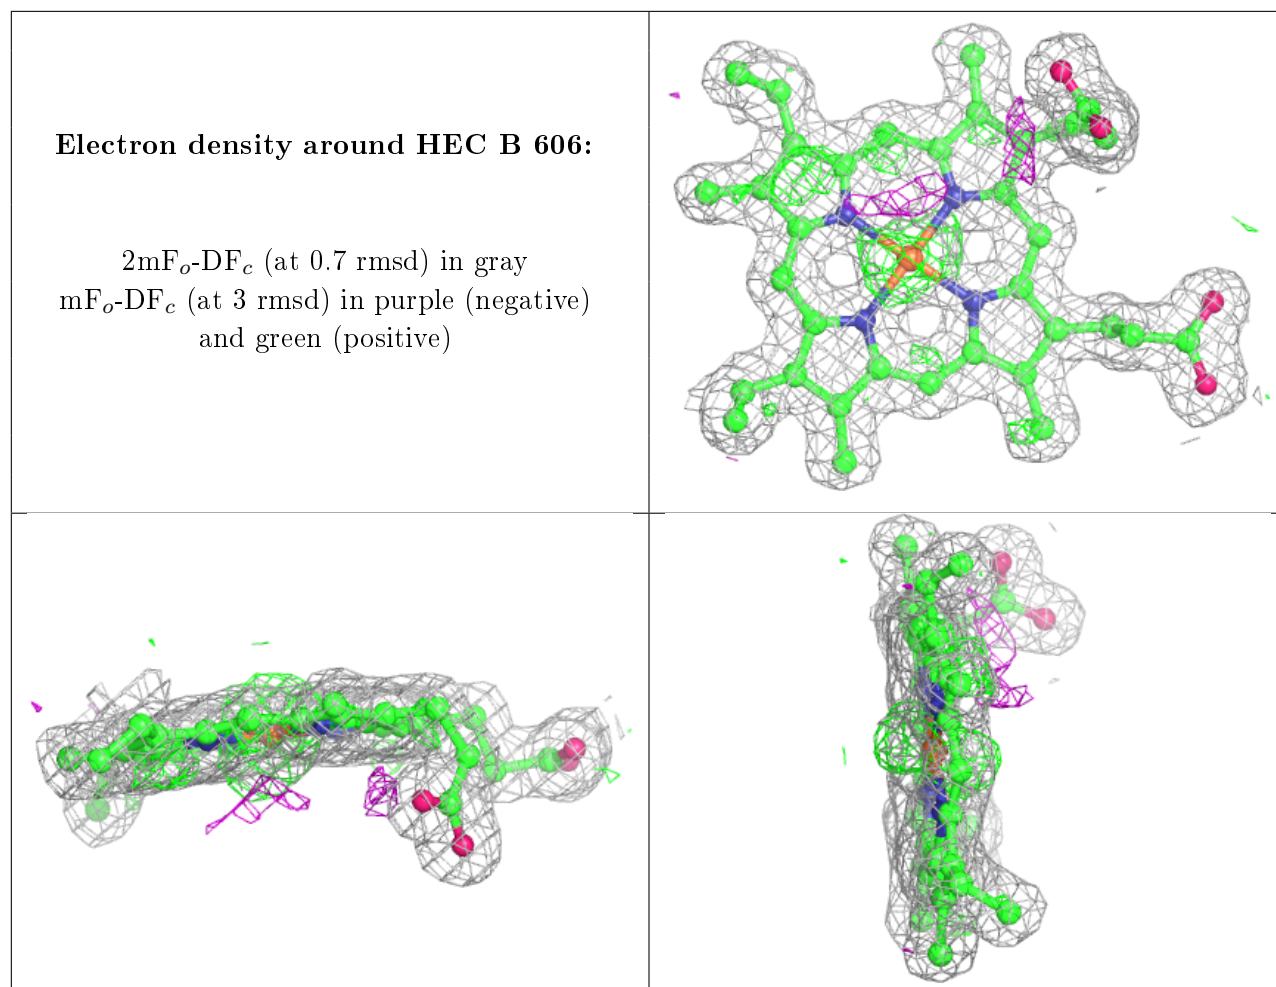 Electron density around HEC B 606:
2mFₒ-DF𝒸 (at 0.7 rmsd) in gray
mFₒ-DF𝒸 (at 3 rmsd) in purple (negative)
and green (positive)